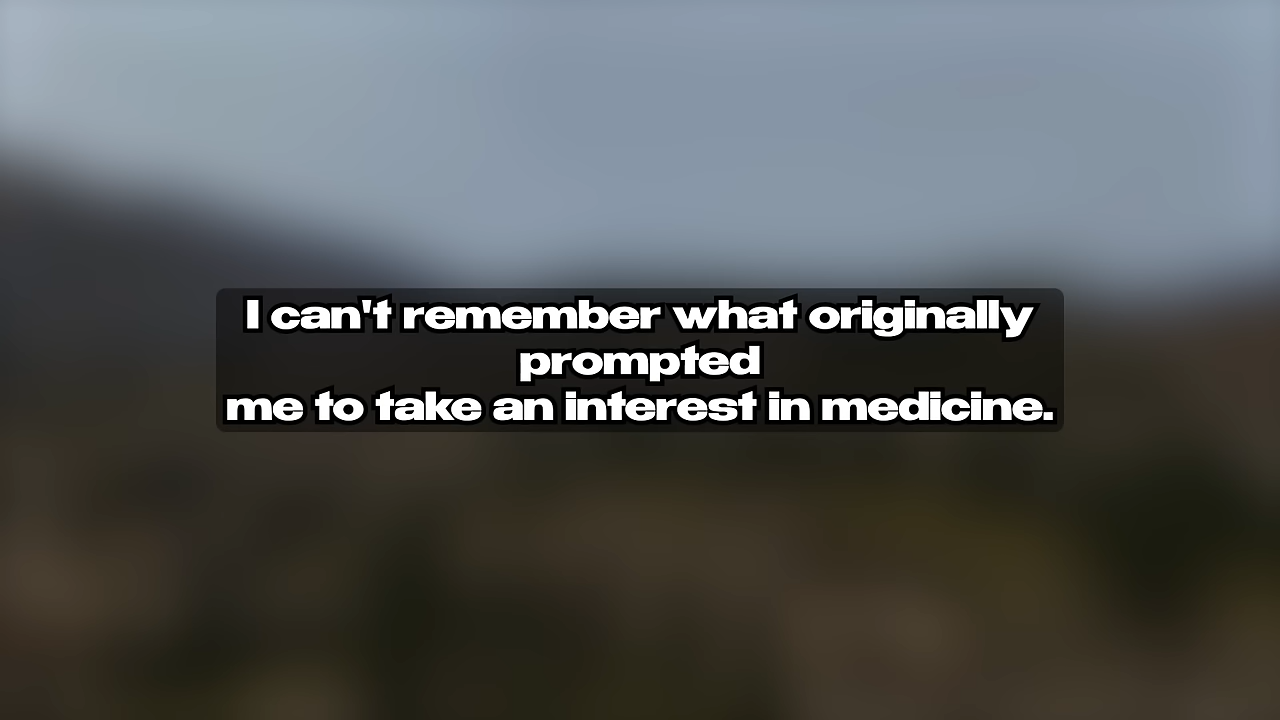 I can't remember what originally
prompted
me to take an interest in medicine.